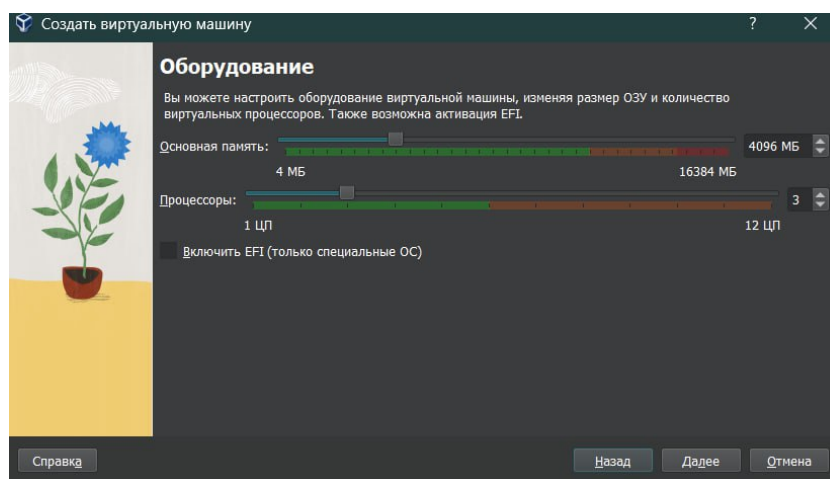 Создать виртуальную машину ? ×
Оборудование
Вы можете настроить оборудование виртуальной машины, изменяя размер ОЗУ и количество
виртуальных процессоров. Также возможна активация EFI.
Основная память: 4096 МБ
4 МБ 16384 МБ
Процессоры: 3
1 ЦП 12 ЦП
Включить EFI (только специальные ОС)
Справка Назад Далее Отмена